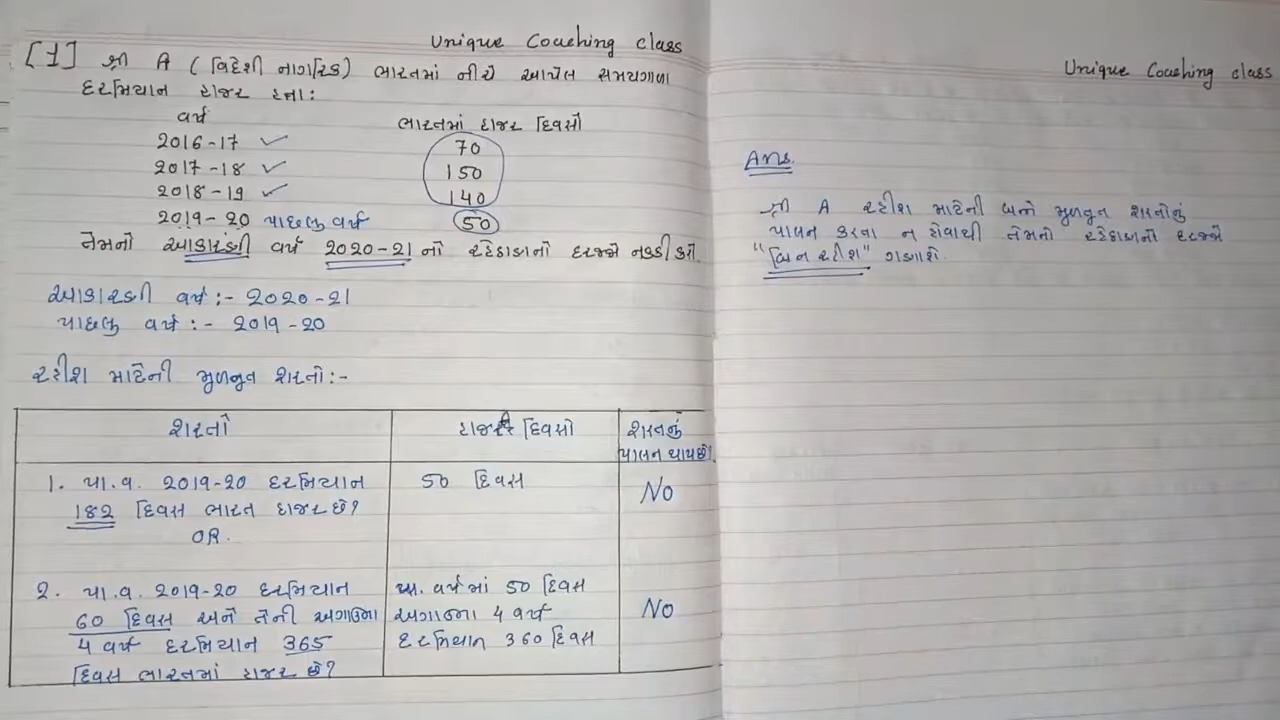 Unique Coaching class
[1] શ્રી A ( વિદેશી નાગરિક) ભારતમાં નીચે આપેલ સમયગાળા
દરમિયાન હાજર હતા:
વર્ષ ભારતમાં હાજર દિવસો
2016-17 ✓ 70
2017-18 ✓ 150
2018-19 ✓ 140
2019-20 પાછલુ વર્ષ 50
તેમનો આકારણી વર્ષ 2020-21 નો રહેઠાણનો દરજ્જો નક્કી કરો.
આકારણી વર્ષ :- 2020-21
પાછલુ વર્ષ :- 2019-20
રહીશ માટેની મુળભુત શરતો:-
શરતો હાજરી દિવસો શરતનું
પાલન થાય છે?
1. પા.વ. 2019-20 દરમિયાન 50 દિવસ No
182 દિવસ ભારત હાજર છે?
OR.
2. પા.વ. 2019-20 દરમિયાન પા. વર્ષમાં 50 દિવસ No
60 દિવસ અને તેની અગાઉના અગાઉના 4 વર્ષ
4 વર્ષ દરમિયાન 365 દરમિયાન 360 દિવસ
દિવસ ભારતમાં હાજર છે?
Unique Coaching class
Ans.
શ્રી A રહીશ માટેની બન્ને મુળભુત શરતોનું
પાલન કરતા ન હોવાથી તેમનો રહેઠાણનો દરજ્જો
"બિન રહીશ" ગણાશે.